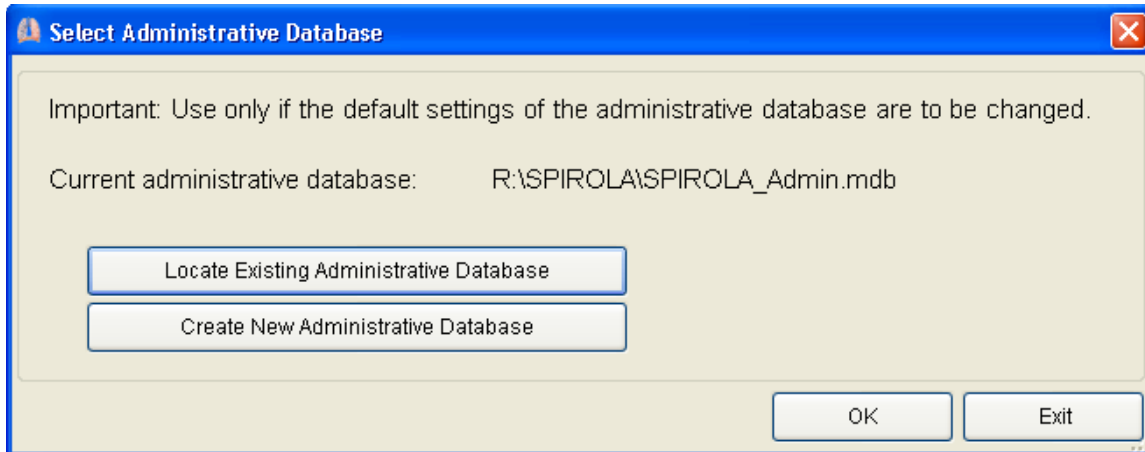 Select Administrative Database
Important: Use only if the default settings of the administrative database are to be changed.
Current administrative database: R:\SPIROLA\SPIROLA_Admin.mdb
Locate Existing Administrative Database
Create New Administrative Database
OK Exit